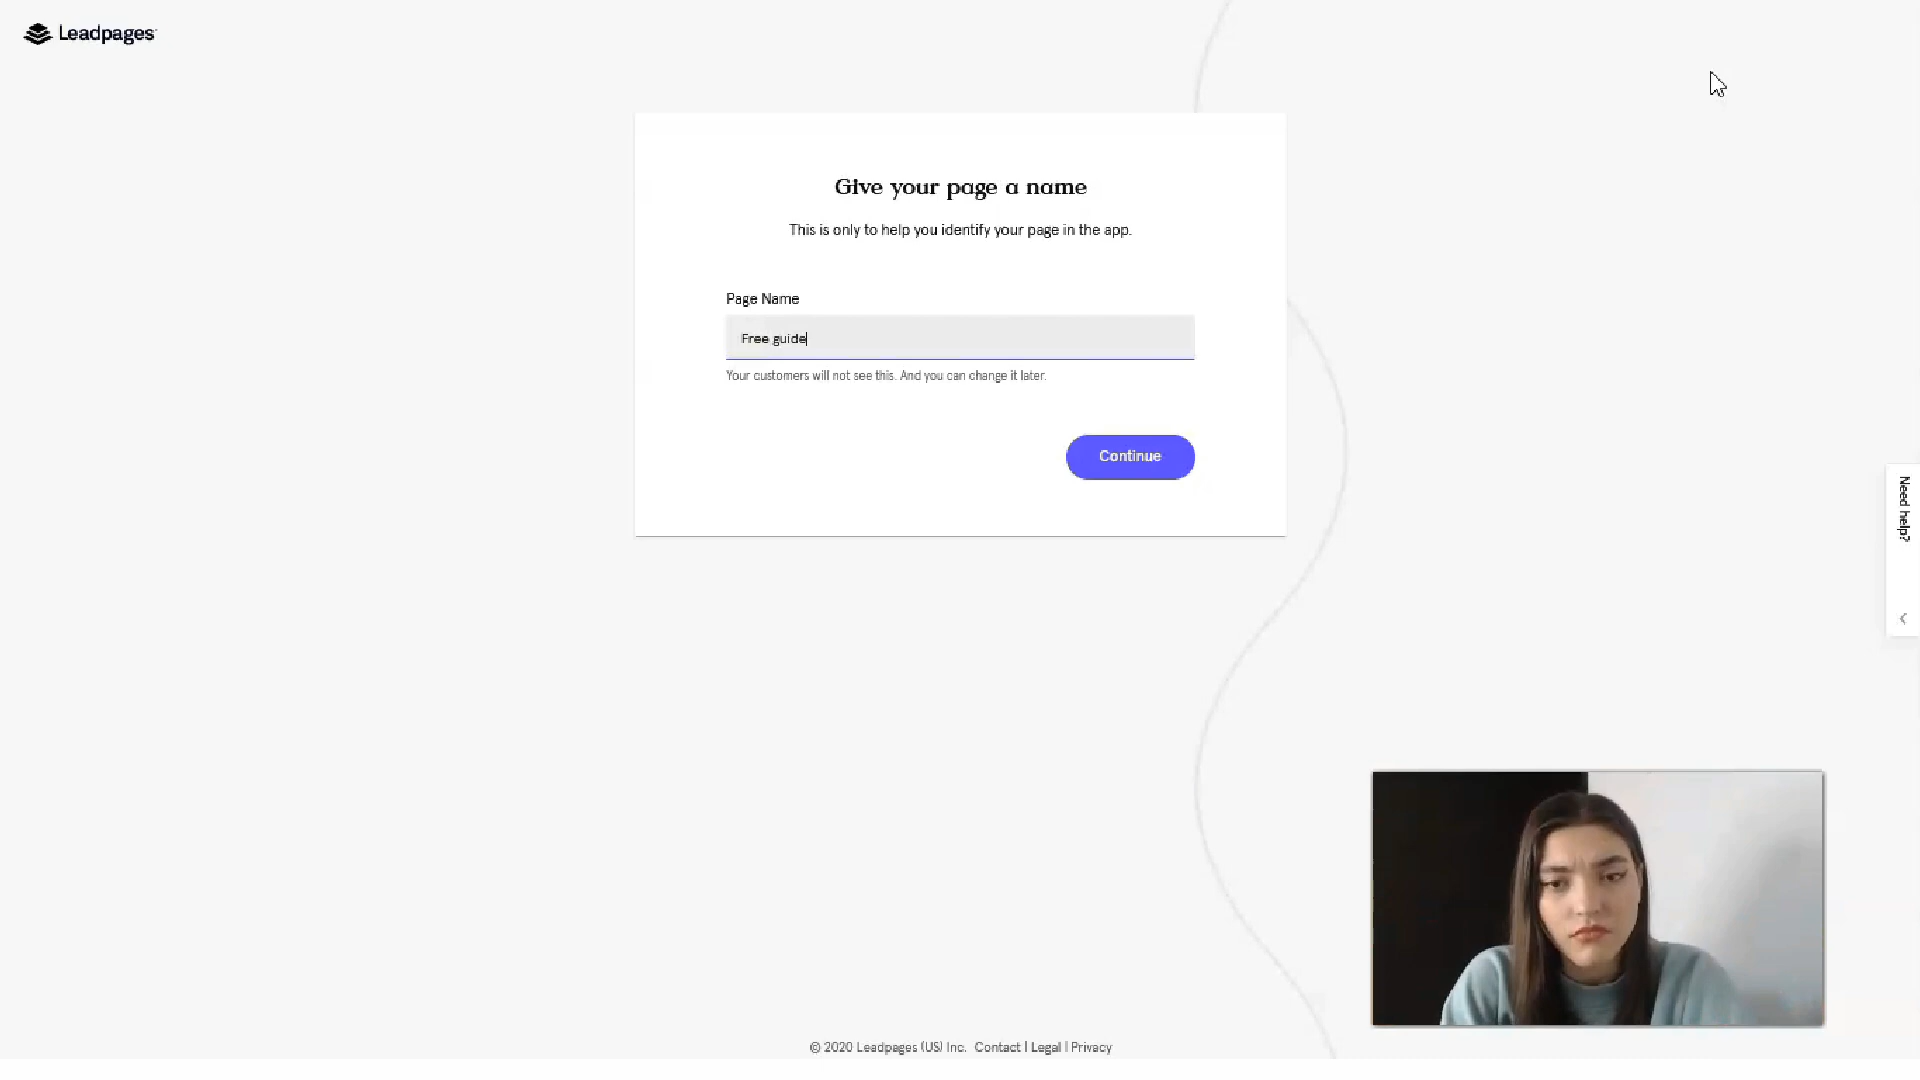 Leadpages
Give your page a name
This is only to help you identify your page in the app.
Page Name
Free guide
Your customers will not see this. And you can change it later.
Continue
Need help?
© 2020 Leadpages (US) Inc. Contact | Legal | Privacy